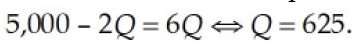 5,000 – 2Q = 6Q ⇔ Q = 625.